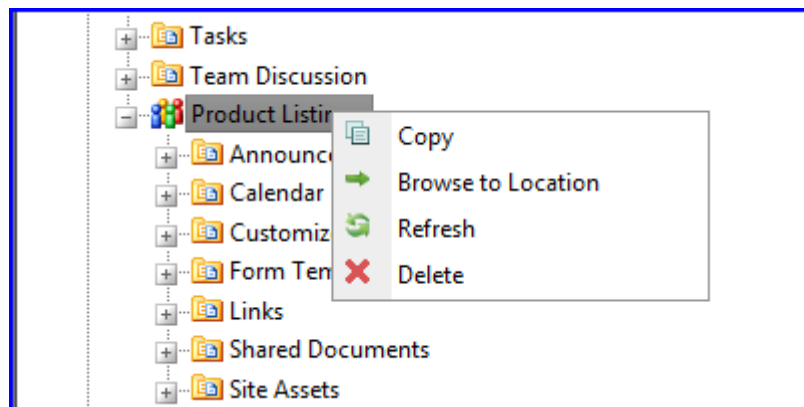 Tasks
Team Discussion
Product Listin
Copy
Announce
Browse to Location
Calendar
Customiz
Refresh
Form Tem
Delete
Links
Shared Documents
Site Assets